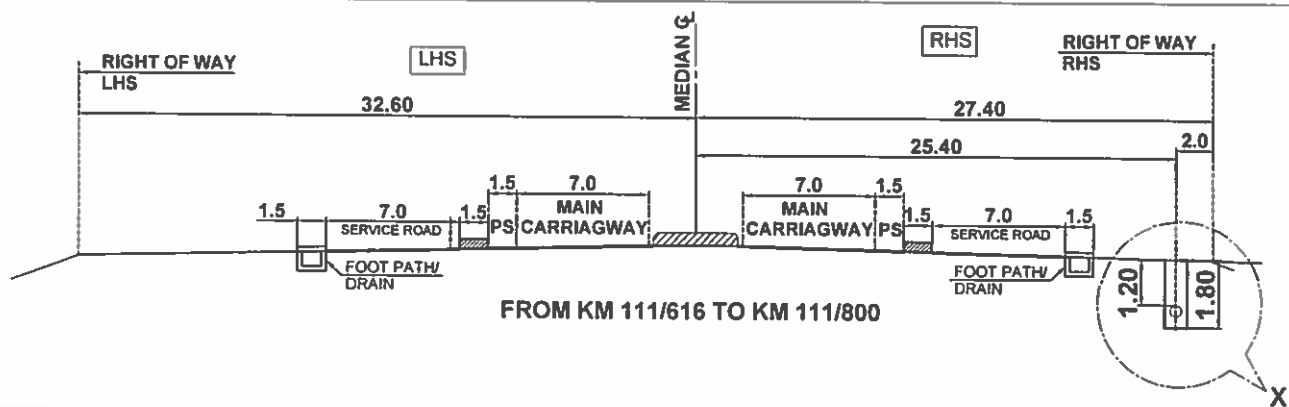 MEDIAN ℄
LHS
RHS
RIGHT OF WAY
LHS
RIGHT OF WAY
RHS
32.60
27.40
25.40
2.0
1.5
7.0
7.0
1.5
1.5
7.0
1.5
PS
MAIN
CARRIAGWAY
MAIN
CARRIAGWAY
PS
1.5
7.0
1.5
SERVICE ROAD
SERVICE ROAD
FOOT PATH/
DRAIN
FOOT PATH/
DRAIN
1.20
1.80
FROM KM 111/616 TO KM 111/800
X